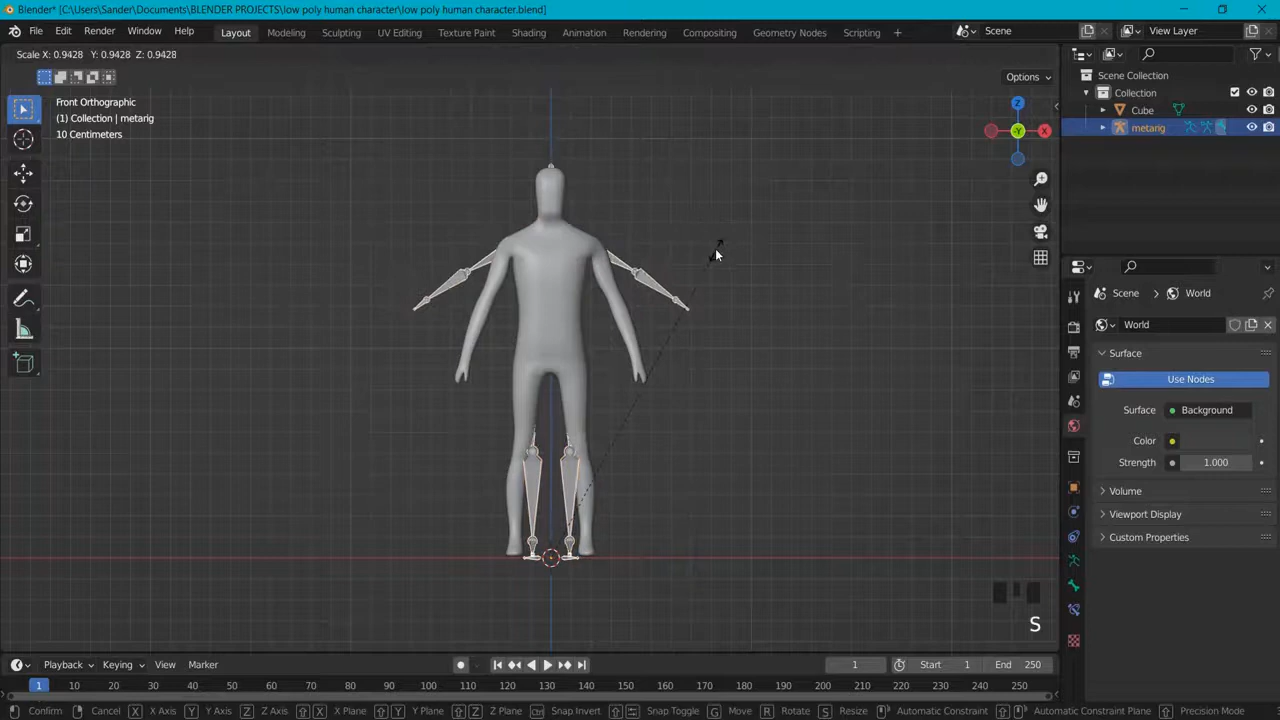 Blender* [C:\Users\Sander\Documents\BLENDER PROJECTS\low poly human character\low poly human character.blend]
File Edit Render Window Help Layout Modeling Sculpting UV Editing Texture Paint Shading Animation Rendering Compositing Geometry Nodes Scripting + Scene View Layer
Scale X: 0.9428 Y: 0.9428 Z: 0.9428
Options
Front Orthographic
(1) Collection | metarig
10 Centimeters
Scene Collection
Collection
Cube
metarig
Z
-Y
X
Scene World
World
Surface
Use Nodes
Surface Background
Color
Strength 1.000
Volume
Viewport Display
Custom Properties
S
Playback Keying View Marker 1 Start 1 End 250
1 10 20 30 40 50 60 70 80 90 100 110 120 130 140 150 160 170 180 190 200 210 220 230 240 250
Confirm Cancel X X Axis Y Y Axis Z Z Axis X X Plane Y Y Plane Z Z Plane Snap Invert Snap Toggle G Move R Rotate S Resize Automatic Constraint Automatic Constraint Plane Precision Mode